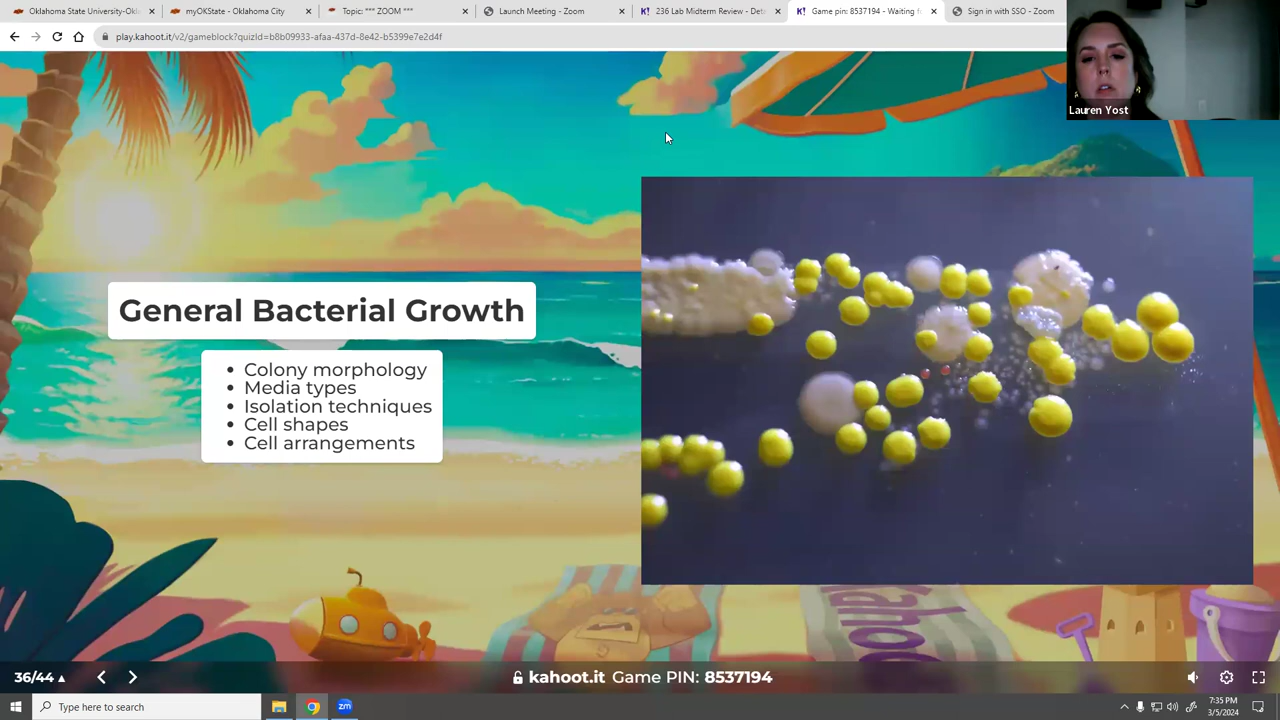 Oklahoma State University-Okl
myOKState - Oklahoma City
Topic: *** ZOOM ***
Launch Meeting - Zoom
236 Lab Midterm Review - Det
Game pin: 8537194 - Waiting f
Sign in with SSO - Zoom
play.kahoot.it/v2/gameblock?quizId=b8b09933-afaa-437d-8e42-b5399e7e2d4f
Lauren Yost
General Bacterial Growth
• Colony morphology
• Media types
• Isolation techniques
• Cell shapes
• Cell arrangements
36/44
kahoot.it Game PIN: 8537194
Type here to search
zm
7:35 PM
3/5/2024